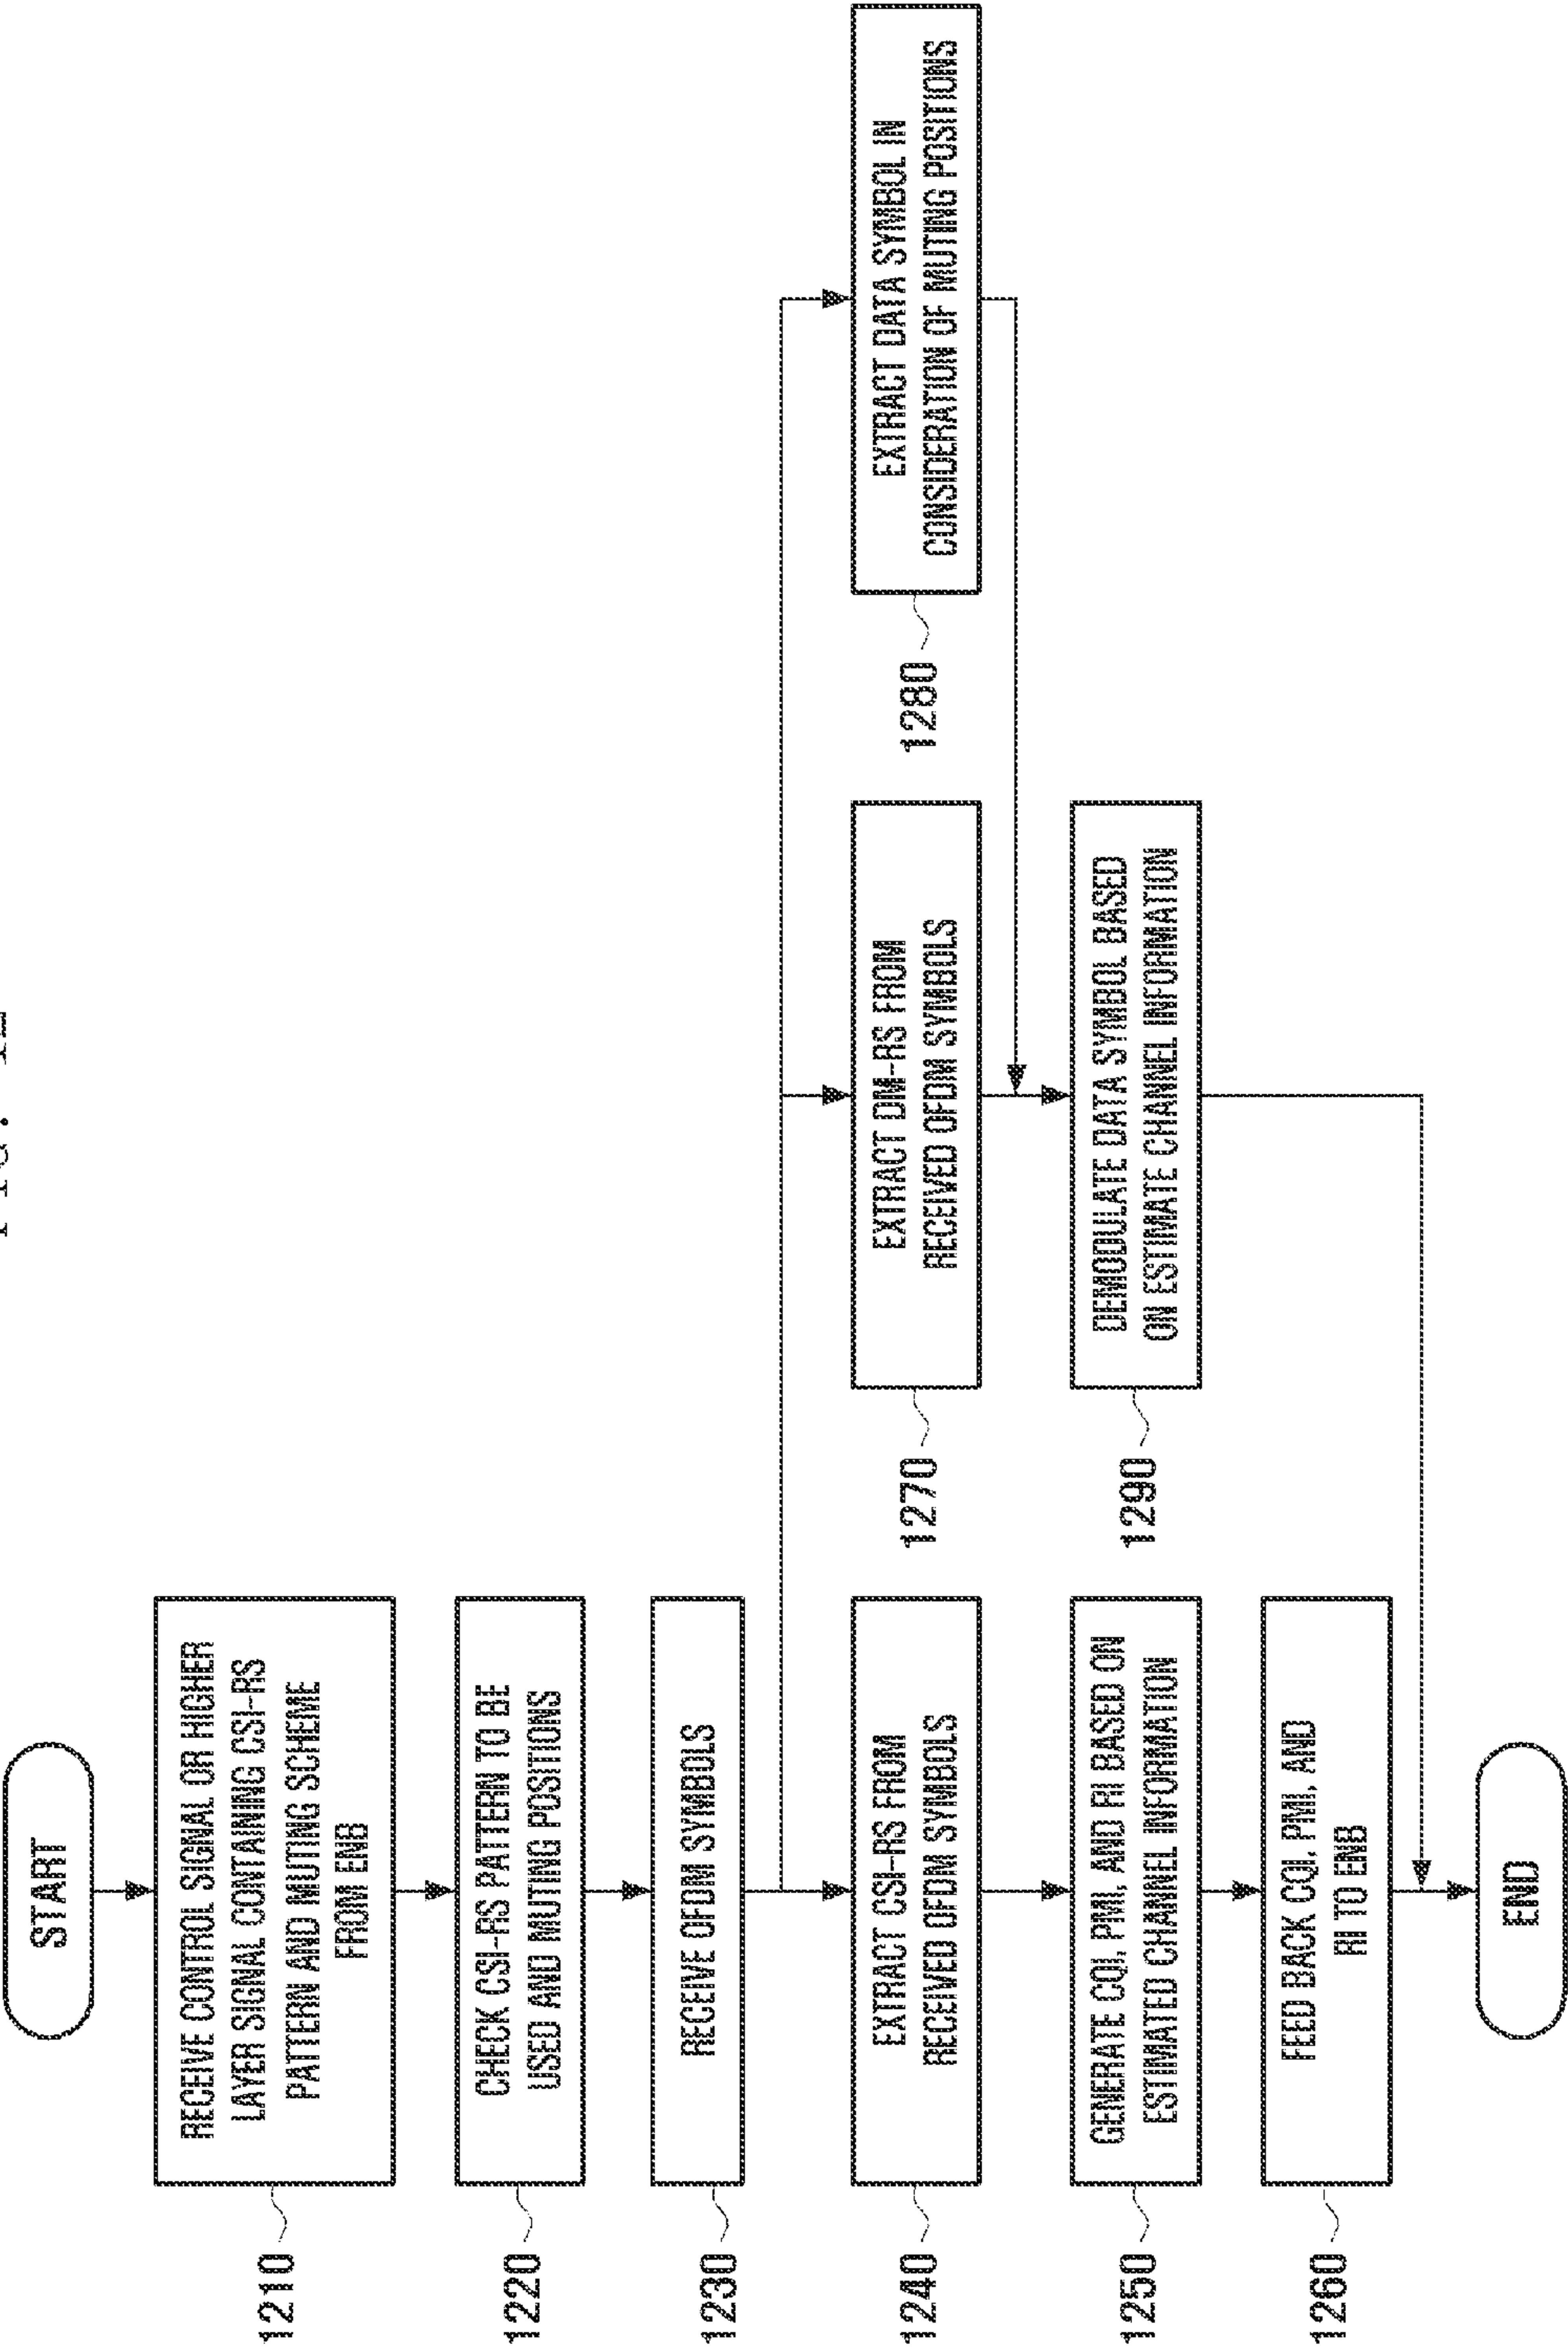 START
1210
RECEIVE CONTROL SIGNAL OR HIGHER
LAYER SIGNAL CONTAINING CSI-RS
PATTERN AND MUTING SCHEME
FROM ENB
1220
CHECK CSI-RS PATTERN TO BE
USED AND MUTING POSITIONS
1230
RECEIVE OFDM SYMBOLS
1240
EXTRACT CSI-RS FROM
RECEIVED OFDM SYMBOLS
1270
EXTRACT DM-RS FROM
RECEIVED OFDM SYMBOLS
1280
EXTRACT DATA SYMBOL IN
CONSIDERATION OF MUTING POSITIONS
1250
GENERATE CQI, PMI, AND RI BASED ON
ESTIMATED CHANNEL INFORMATION
1290
DEMODULATE DATA SYMBOL BASED
ON ESTIMATE CHANNEL INFORMATION
1260
FEED BACK CQI, PMI, AND
RI TO ENB
END